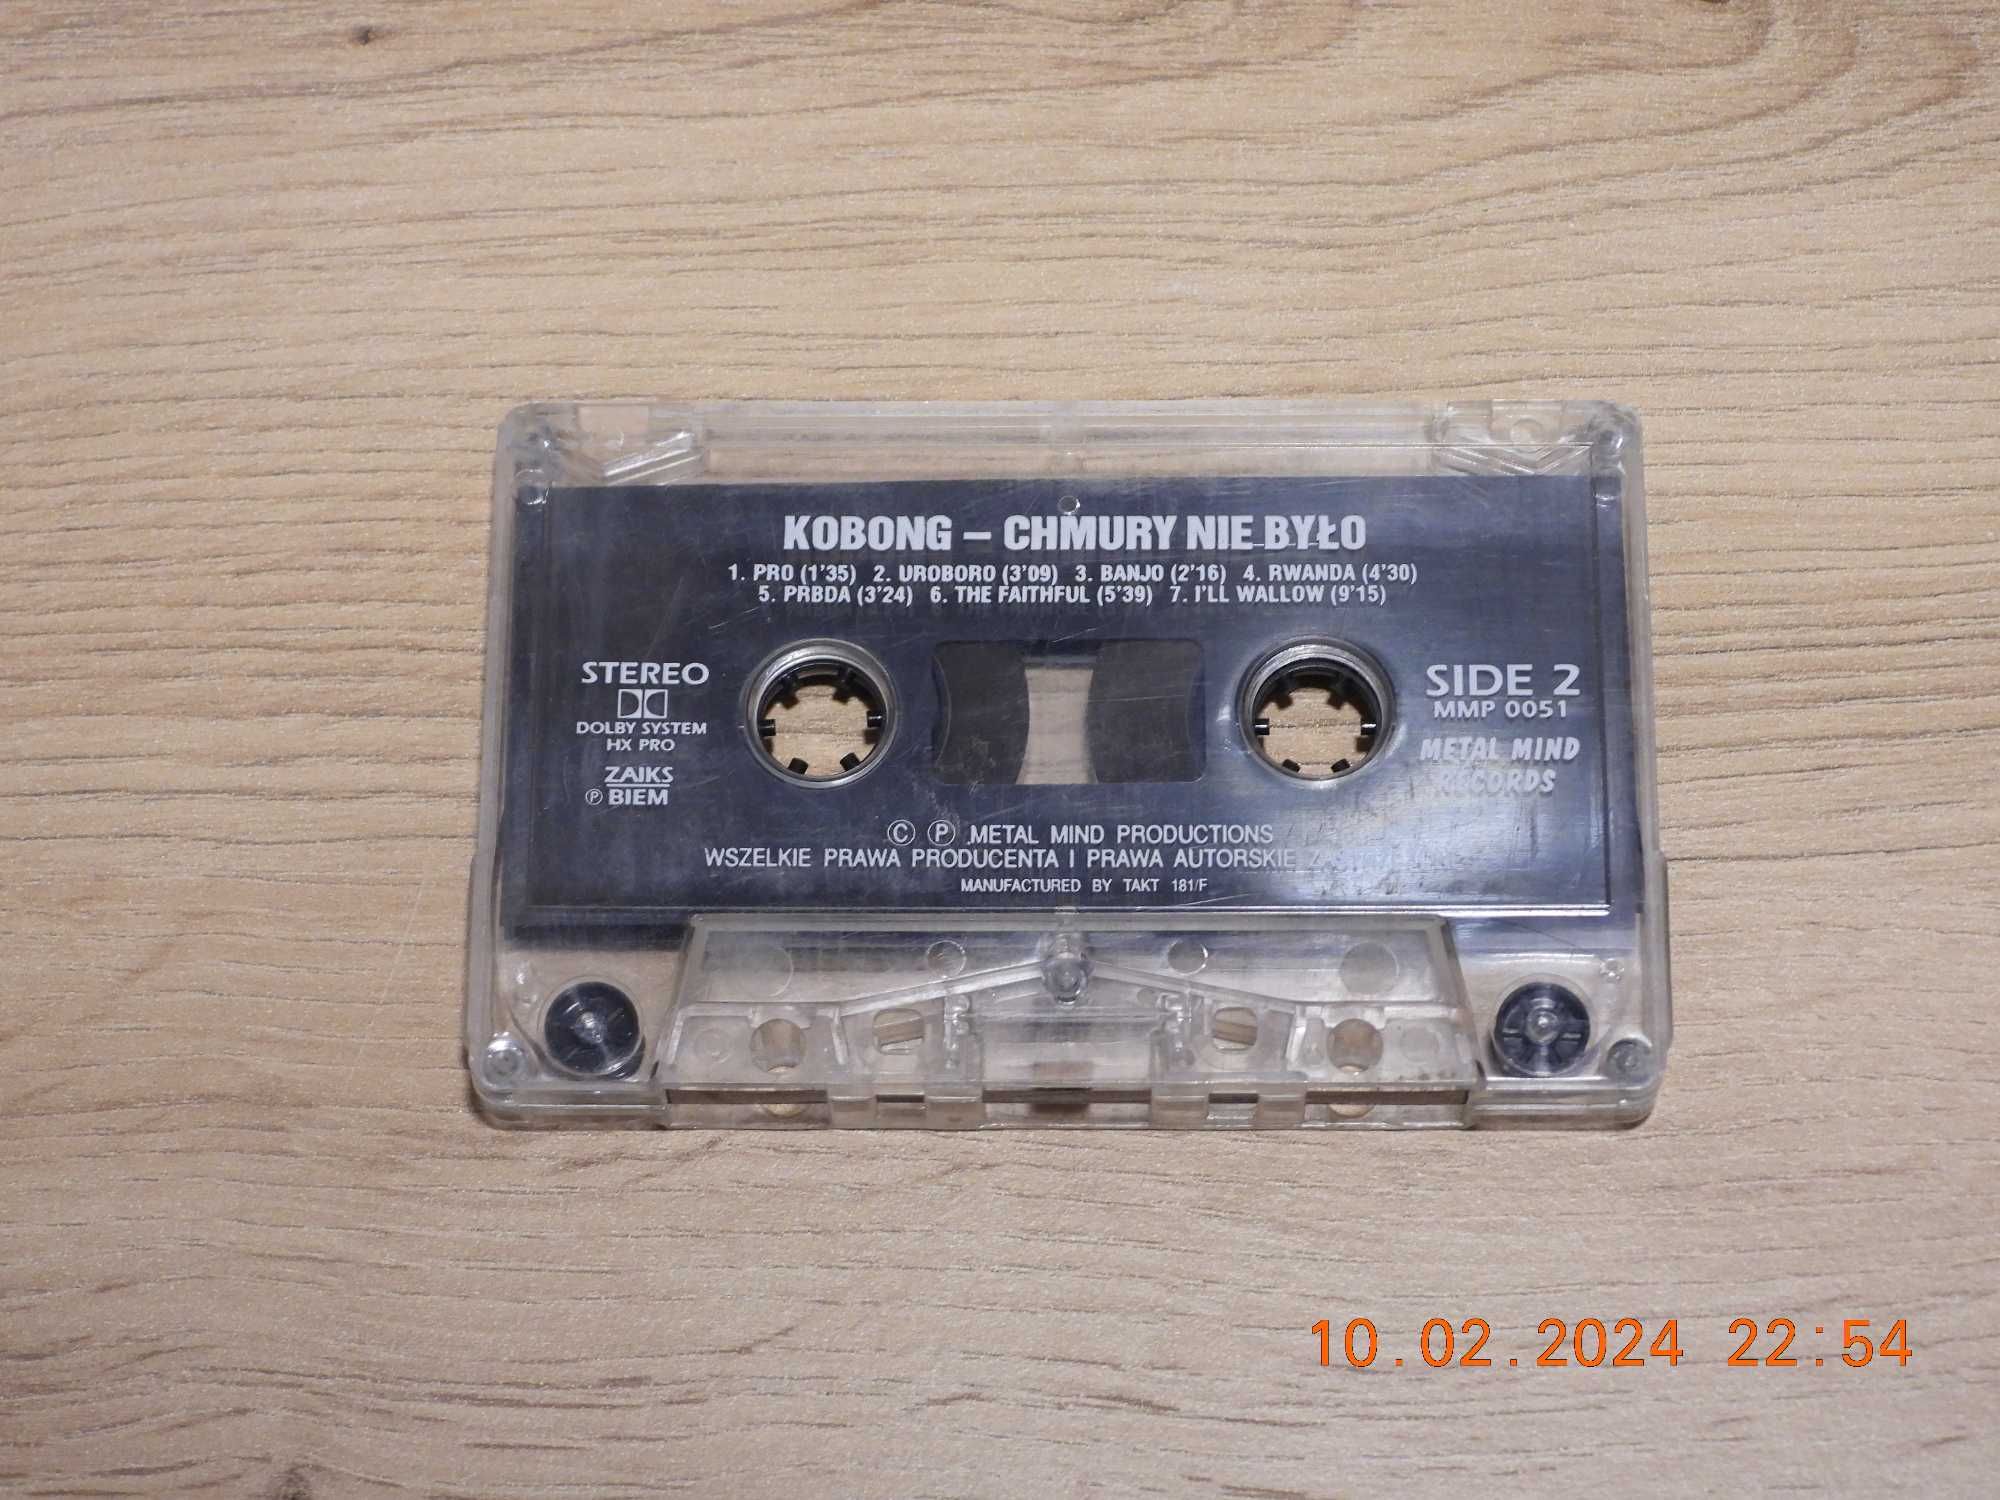 KOBONG – CHMURY NIE BYŁO
1. PRO (1'35) 2. UROBORO (3'09) 3. BANJO (2'16) 4. RWANDA (4'30)
5. PRBDA (3'24) 6. THE FAITHFUL (5'39) 7. I'LL WALLOW (9'15)
STEREO
DOLBY SYSTEM
HX PRO
ZAIKS
Ⓟ BIEM
SIDE 2
MMP 0051
METAL MIND
RECORDS
© Ⓟ METAL MIND PRODUCTIONS
WSZELKIE PRAWA PRODUCENTA I PRAWA AUTORSKIE
MANUFACTURED BY TAKT 181/F
10.02.2024 22:54